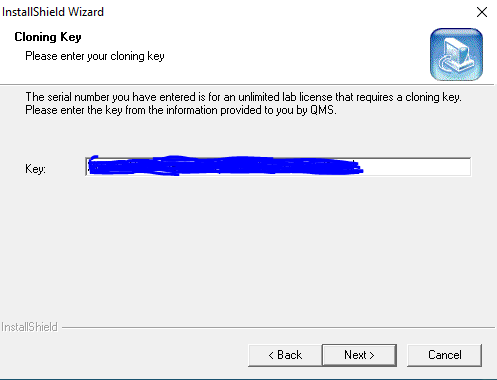 InstallShield Wizard
Cloning Key
Please enter your cloning key
The serial number you have entered is for an unlimited lab license that requires a cloning key.
Please enter the key from the information provided to you by QMS.
Key:
InstallShield
< Back Next > Cancel